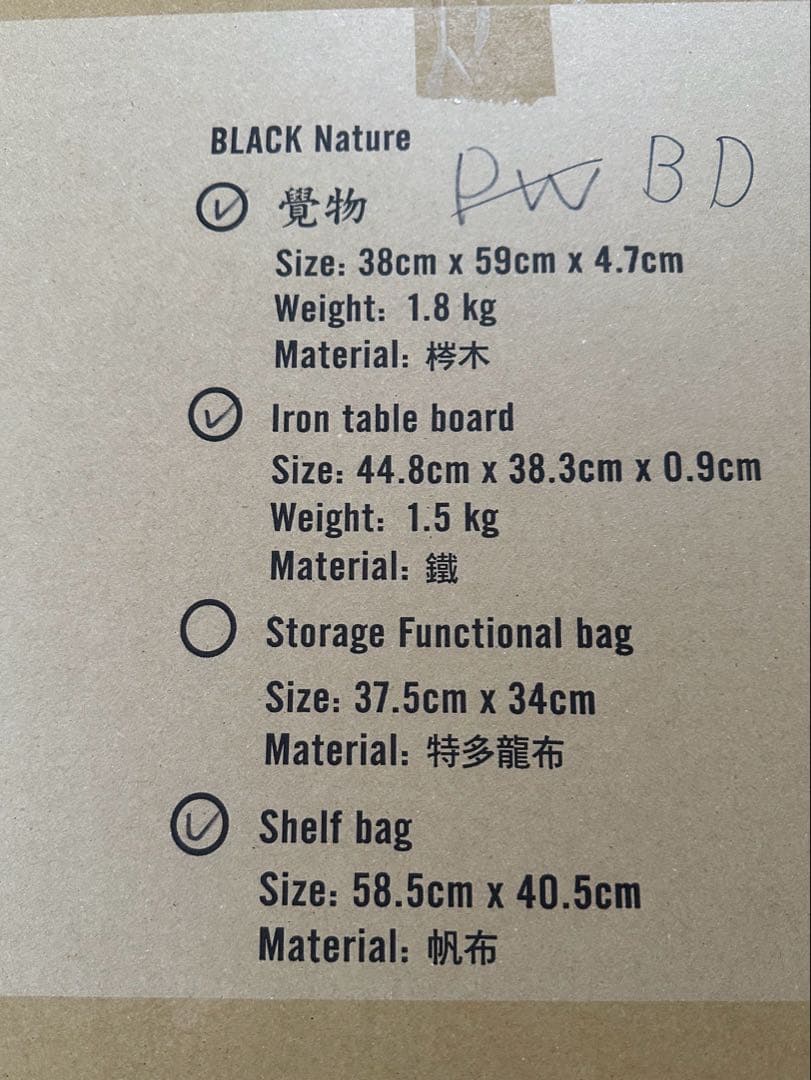 BLACK Nature
PW BD
覺物
Size: 38cm x 59cm x 4.7cm
Weight: 1.8 kg
Material: 梣木
Iron table board
Size: 44.8cm x 38.3cm x 0.9cm
Weight: 1.5 kg
Material: 鐵
Storage Functional bag
Size: 37.5cm x 34cm
Material: 特多龍布
Shelf bag
Size: 58.5cm x 40.5cm
Material: 帆布